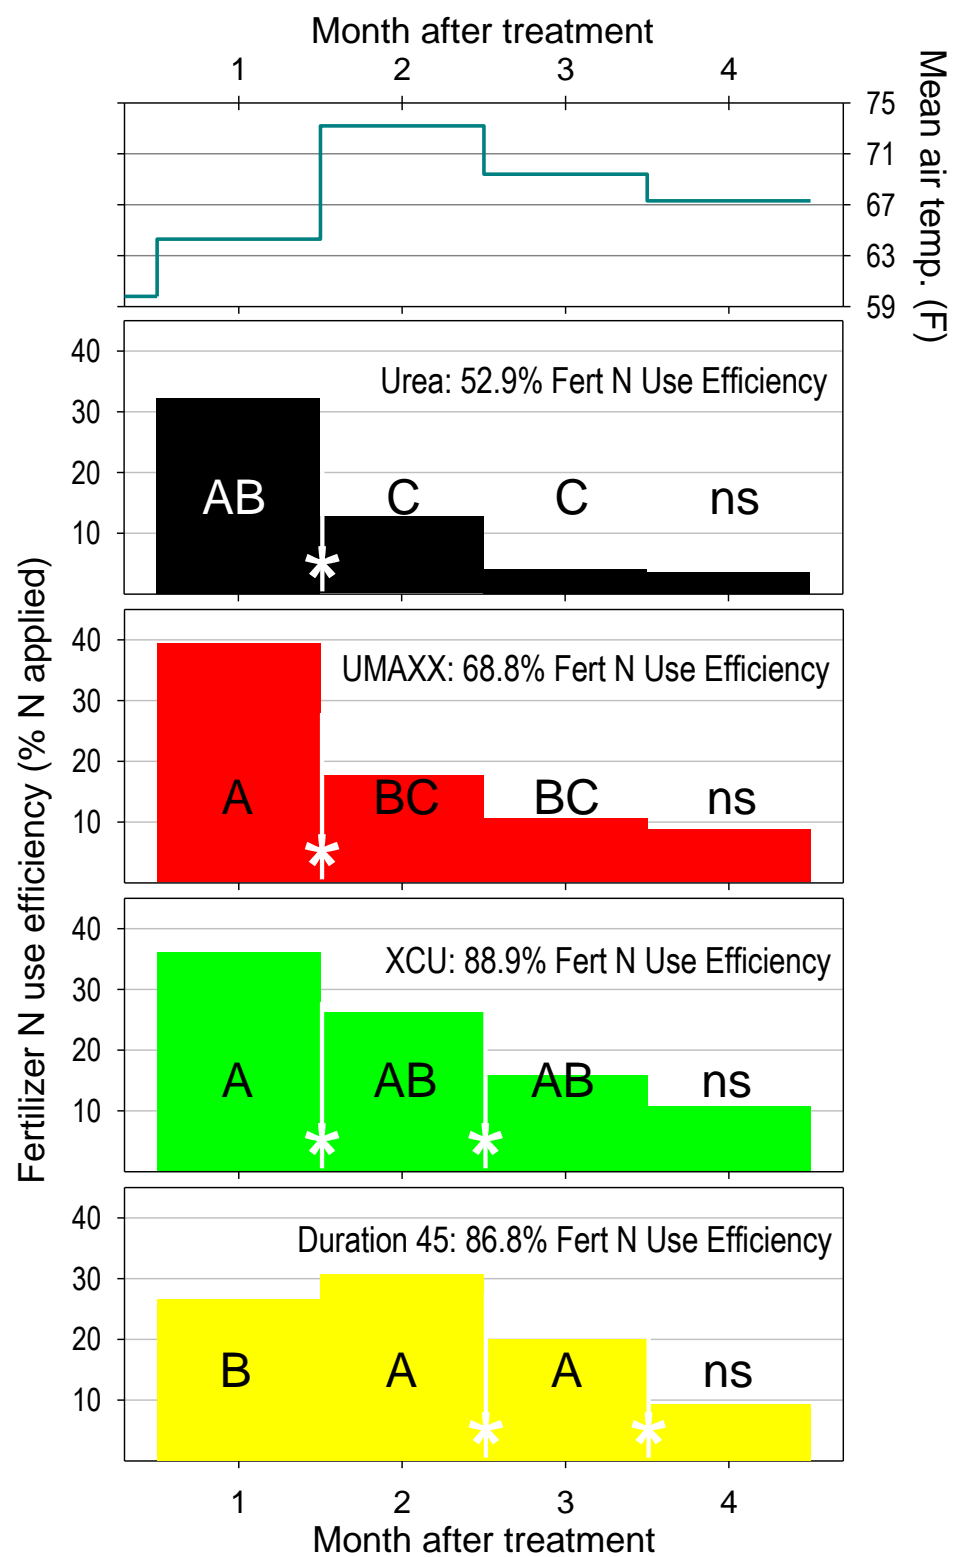 Month after treatment
1 2 3 4
75
71
67
63
59
Mean air temp. (F)
Fertilizer N use efficiency (% N applied)
40
30
20
10
Urea: 52.9% Fert N Use Efficiency
AB C C ns
*
40
30
20
10
UMAXX: 68.8% Fert N Use Efficiency
A BC BC ns
*
40
30
20
10
XCU: 88.9% Fert N Use Efficiency
A AB AB ns
* *
40
30
20
10
Duration 45: 86.8% Fert N Use Efficiency
B A A ns
* *
1 2 3 4
Month after treatment